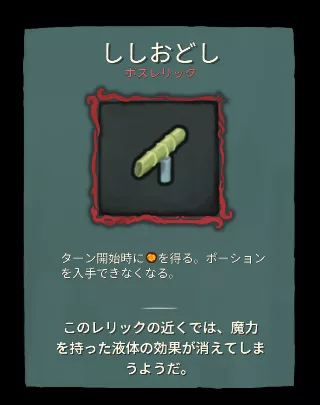 ししおどし
ボスレリック
ターン開始時にを得る。ポーション
を入手できなくなる。
このレリックの近くでは、魔力
を持った液体の効果が消えてしま
うようだ。